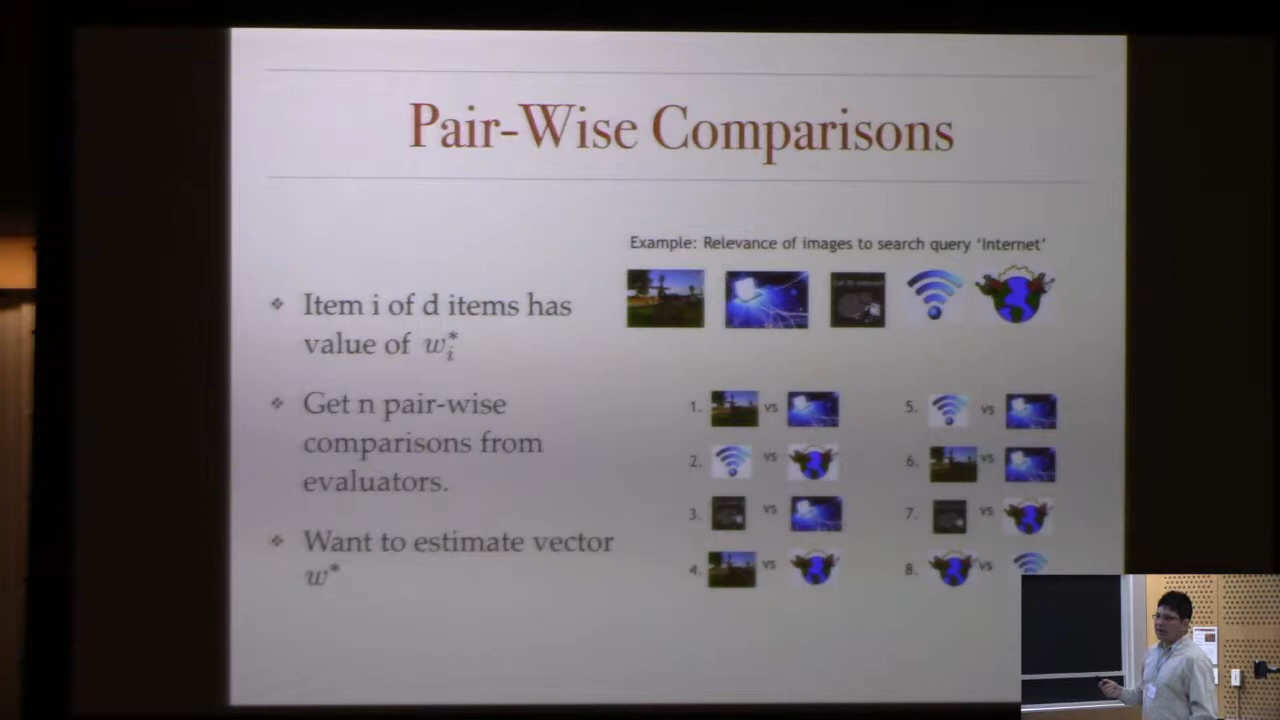 Pair-Wise Comparisons
Example: Relevance of images to search query 'Internet'
❖ Item i of d items has
value of w*ᵢ
❖ Get n pair-wise
comparisons from
evaluators.
❖ Want to estimate vector
w*
1. vs
2. vs
3. vs
4. vs
5. vs
6. vs
7. vs
8. vs